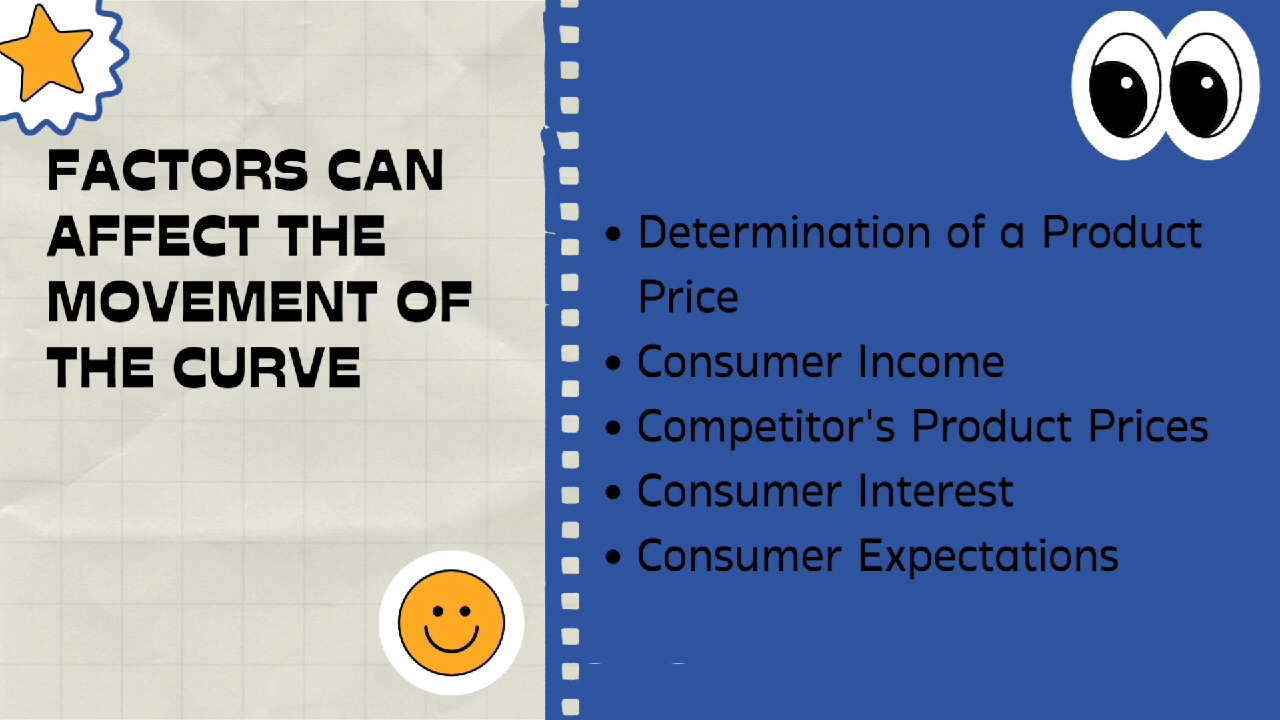 FACTORS CAN
AFFECT THE
MOVEMENT OF
THE CURVE
• Determination of a Product
Price
• Consumer Income
• Competitor's Product Prices
• Consumer Interest
• Consumer Expectations